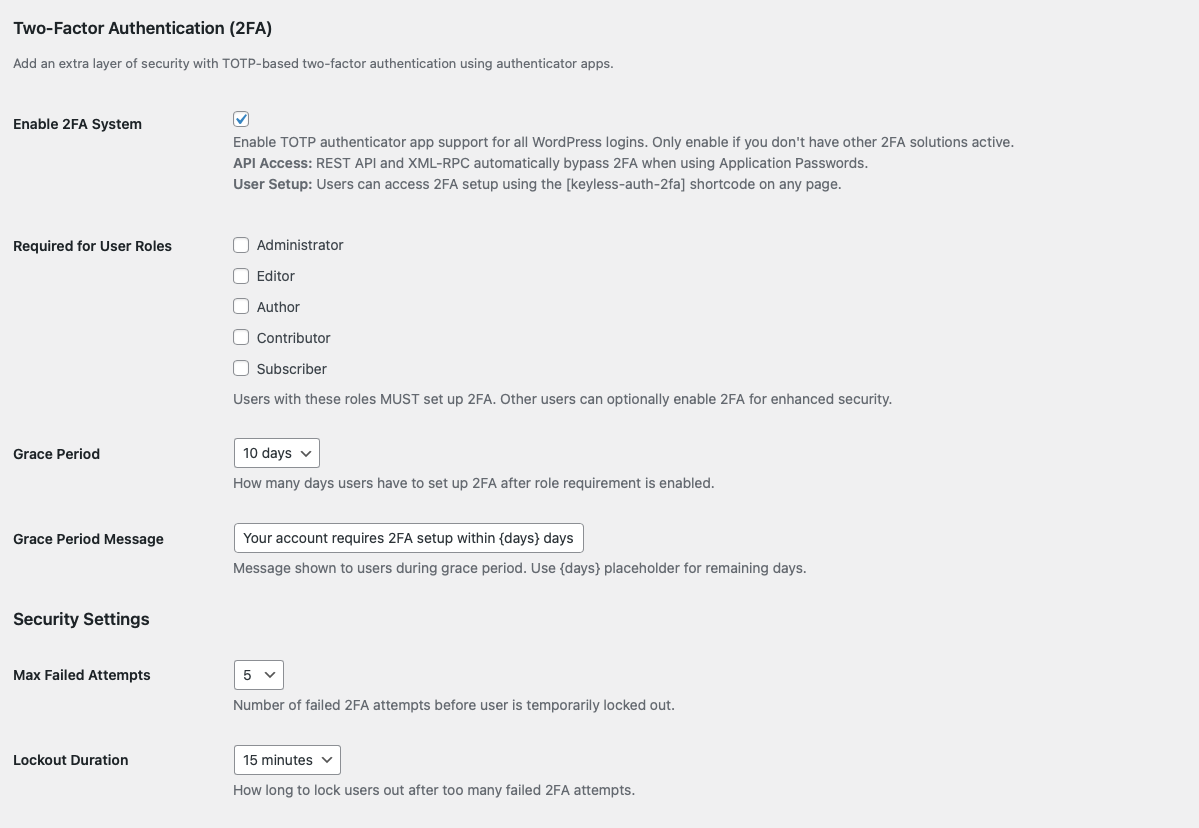 Two-Factor Authentication (2FA)
Add an extra layer of security with TOTP-based two-factor authentication using authenticator apps.
Enable 2FA System
Enable TOTP authenticator app support for all WordPress logins. Only enable if you don't have other 2FA solutions active.
API Access: REST API and XML-RPC automatically bypass 2FA when using Application Passwords.
User Setup: Users can access 2FA setup using the [keyless-auth-2fa] shortcode on any page.
Required for User Roles
Administrator
Editor
Author
Contributor
Subscriber
Users with these roles MUST set up 2FA. Other users can optionally enable 2FA for enhanced security.
Grace Period
10 days
How many days users have to set up 2FA after role requirement is enabled.
Grace Period Message
Your account requires 2FA setup within {days} days
Message shown to users during grace period. Use {days} placeholder for remaining days.
Security Settings
Max Failed Attempts
5
Number of failed 2FA attempts before user is temporarily locked out.
Lockout Duration
15 minutes
How long to lock users out after too many failed 2FA attempts.